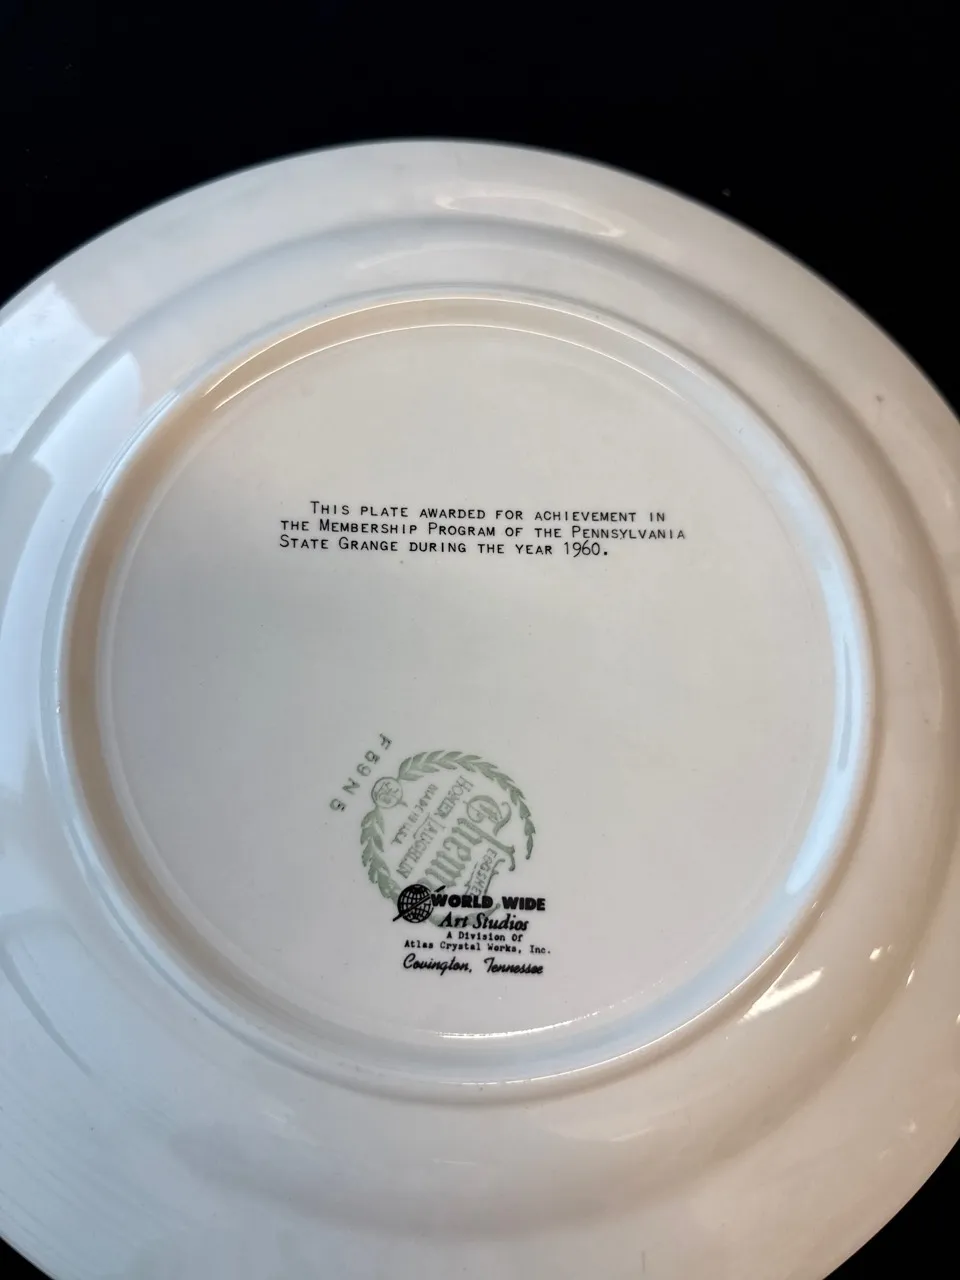 THIS PLATE AWARDED FOR ACHIEVEMENT IN
THE MEMBERSHIP PROGRAM OF THE PENNSYLVANIA
STATE GRANGE DURING THE YEAR 1960.
F59N5
HOMER LAUGHLIN
MADE IN U.S.A.
EGGSHELL
WORLD WIDE
Art Studios
A Division Of
Atlas Crystal Works, Inc.
Covington, Tennessee